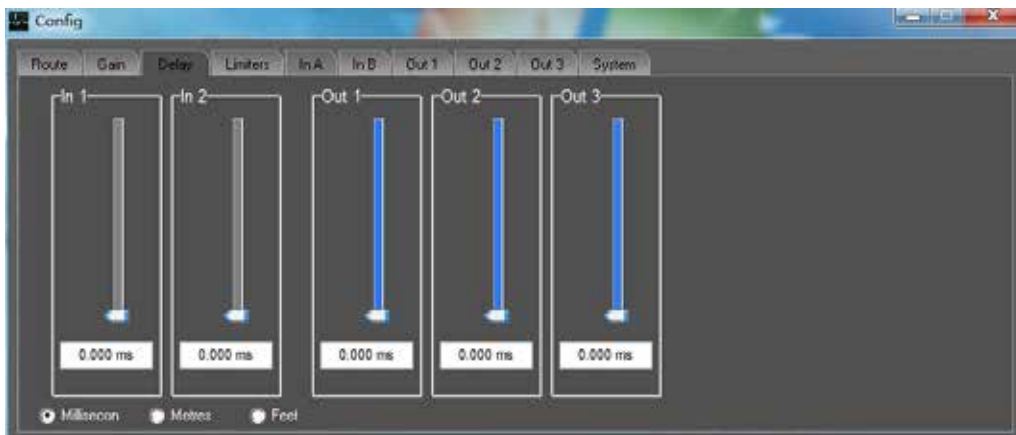 Config
Route Gain Delay Limiters In A In B Out 1 Out 2 Out 3 System
In 1 In 2 Out 1 Out 2 Out 3
0.000 ms 0.000 ms 0.000 ms 0.000 ms 0.000 ms
Millisecon Metres Feet